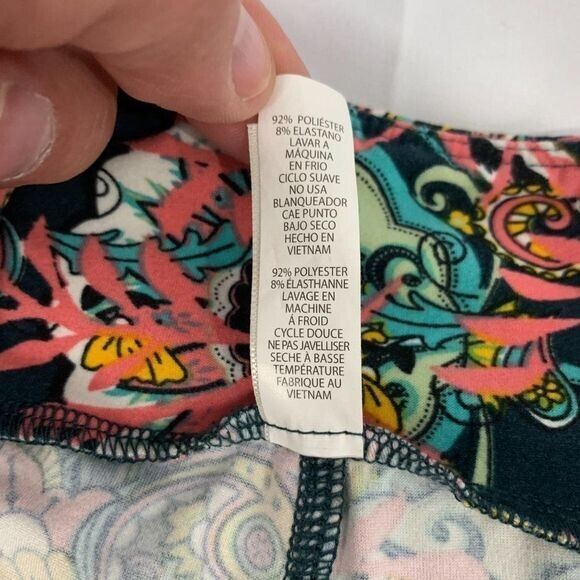 92% POLIÉSTER
8% ELASTANO
LAVAR A
MÁQUINA
EN FRIO
CICLO SUAVE
NO USA
BLANQUEADOR
CAE PUNTO
BAJO SECO
HECHO EN
VIETNAM
92% POLYESTER
8% ÉLASTHANNE
LAVAGE EN
MACHINE
À FROID
CYCLE DOUCE
NE PAS JAVELLISER
SECHE À BASSE
TEMPÉRATURE
FABRIQUE AU
VIETNAM